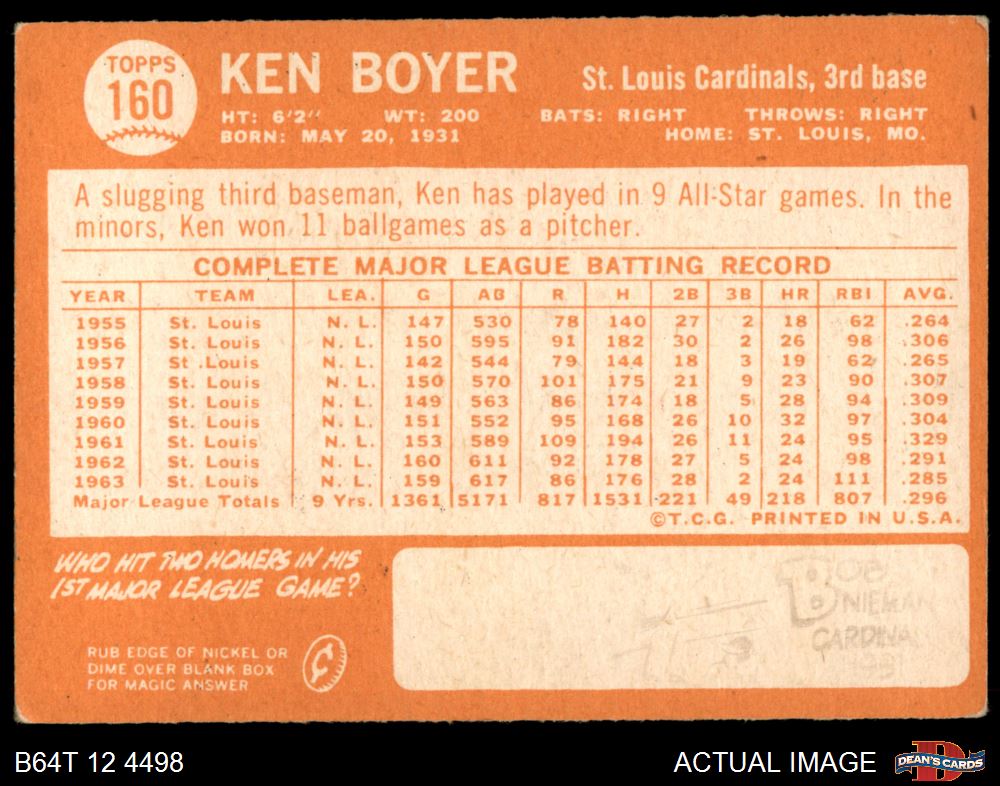 TOPPS
160
KEN BOYER
St. Louis Cardinals, 3rd base
HT: 6'2" WT: 200 BATS: RIGHT THROWS: RIGHT
BORN: MAY 20, 1931 HOME: ST. LOUIS, MO.
A slugging third baseman, Ken has played in 9 All-Star games. In the
minors, Ken won 11 ballgames as a pitcher.
COMPLETE MAJOR LEAGUE BATTING RECORD
YEAR TEAM LEA. G AB R H 2B 3B HR RBI AVG.
1955 St. Louis N. L. 147 530 78 140 27 2 18 62 .264
1956 St. Louis N. L. 150 595 91 182 30 2 26 98 .306
1957 St. Louis N. L. 142 544 79 144 18 3 19 62 .265
1958 St. Louis N. L. 150 570 101 175 21 9 23 90 .307
1959 St. Louis N. L. 149 563 86 174 18 5 28 94 .309
1960 St. Louis N. L. 151 552 95 168 26 10 32 97 .304
1961 St. Louis N. L. 153 589 109 194 26 11 24 95 .329
1962 St. Louis N. L. 160 611 92 178 27 5 24 98 .291
1963 St. Louis N. L. 159 617 86 176 28 2 24 111 .285
Major League Totals 9 Yrs. 1361 5171 817 1531 221 49 218 807 .296
©T.C.G. PRINTED IN U.S.A.
WHO HIT TWO HOMERS IN HIS
1ST MAJOR LEAGUE GAME?
RUB EDGE OF NICKEL OR
DIME OVER BLANK BOX
FOR MAGIC ANSWER
¢
BOB
NIEMAN
B64T 12 4498
ACTUAL IMAGE
D
DEAN'S CARDS